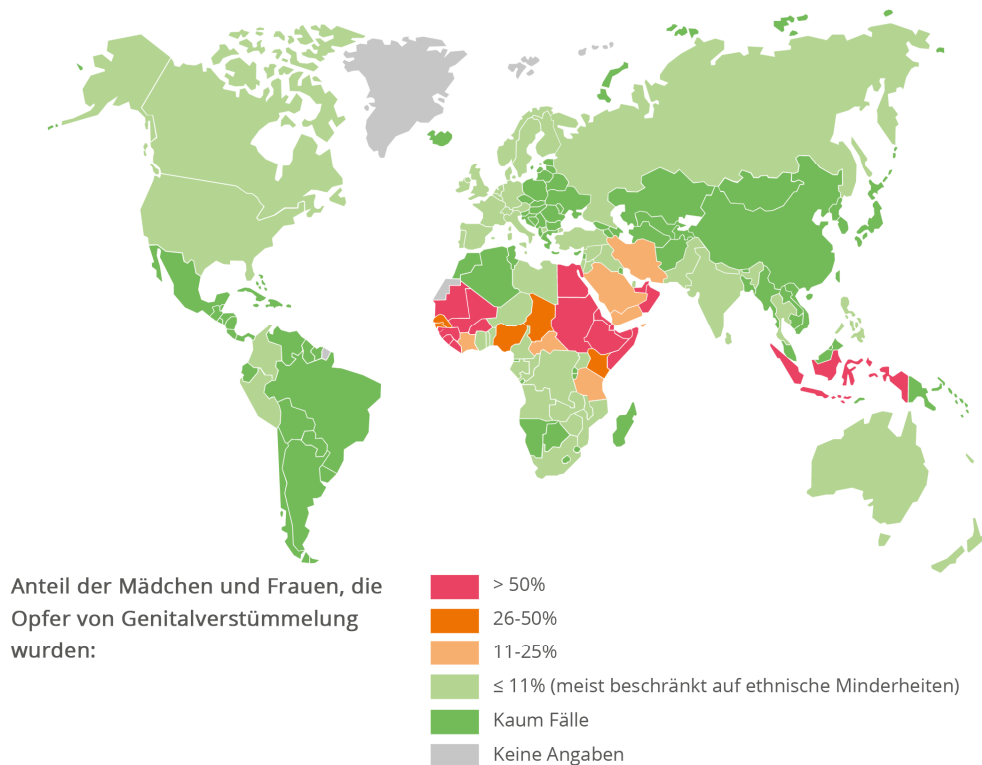 Anteil der Mädchen und Frauen, die
Opfer von Genitalverstümmelung
wurden:
> 50%
26-50%
11-25%
≤ 11% (meist beschränkt auf ethnische Minderheiten)
Kaum Fälle
Keine Angaben